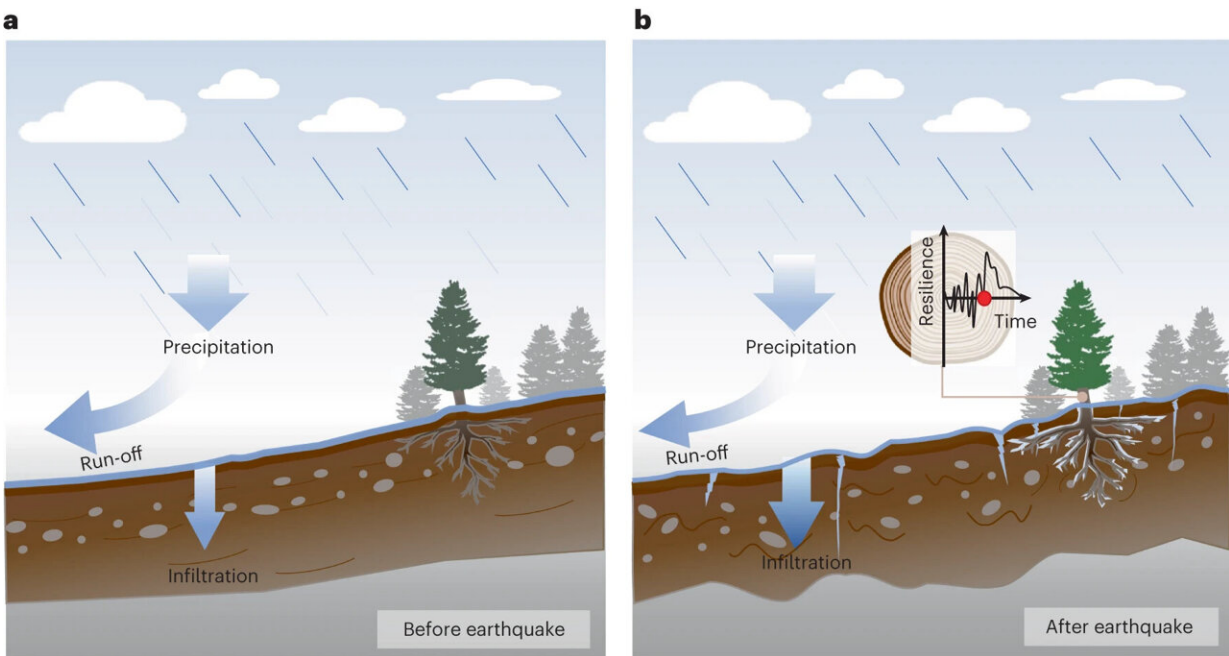 a
Precipitation
Run-off
Infiltration
Before earthquake
b
Resilience
Time
Precipitation
Run-off
Infiltration
After earthquake